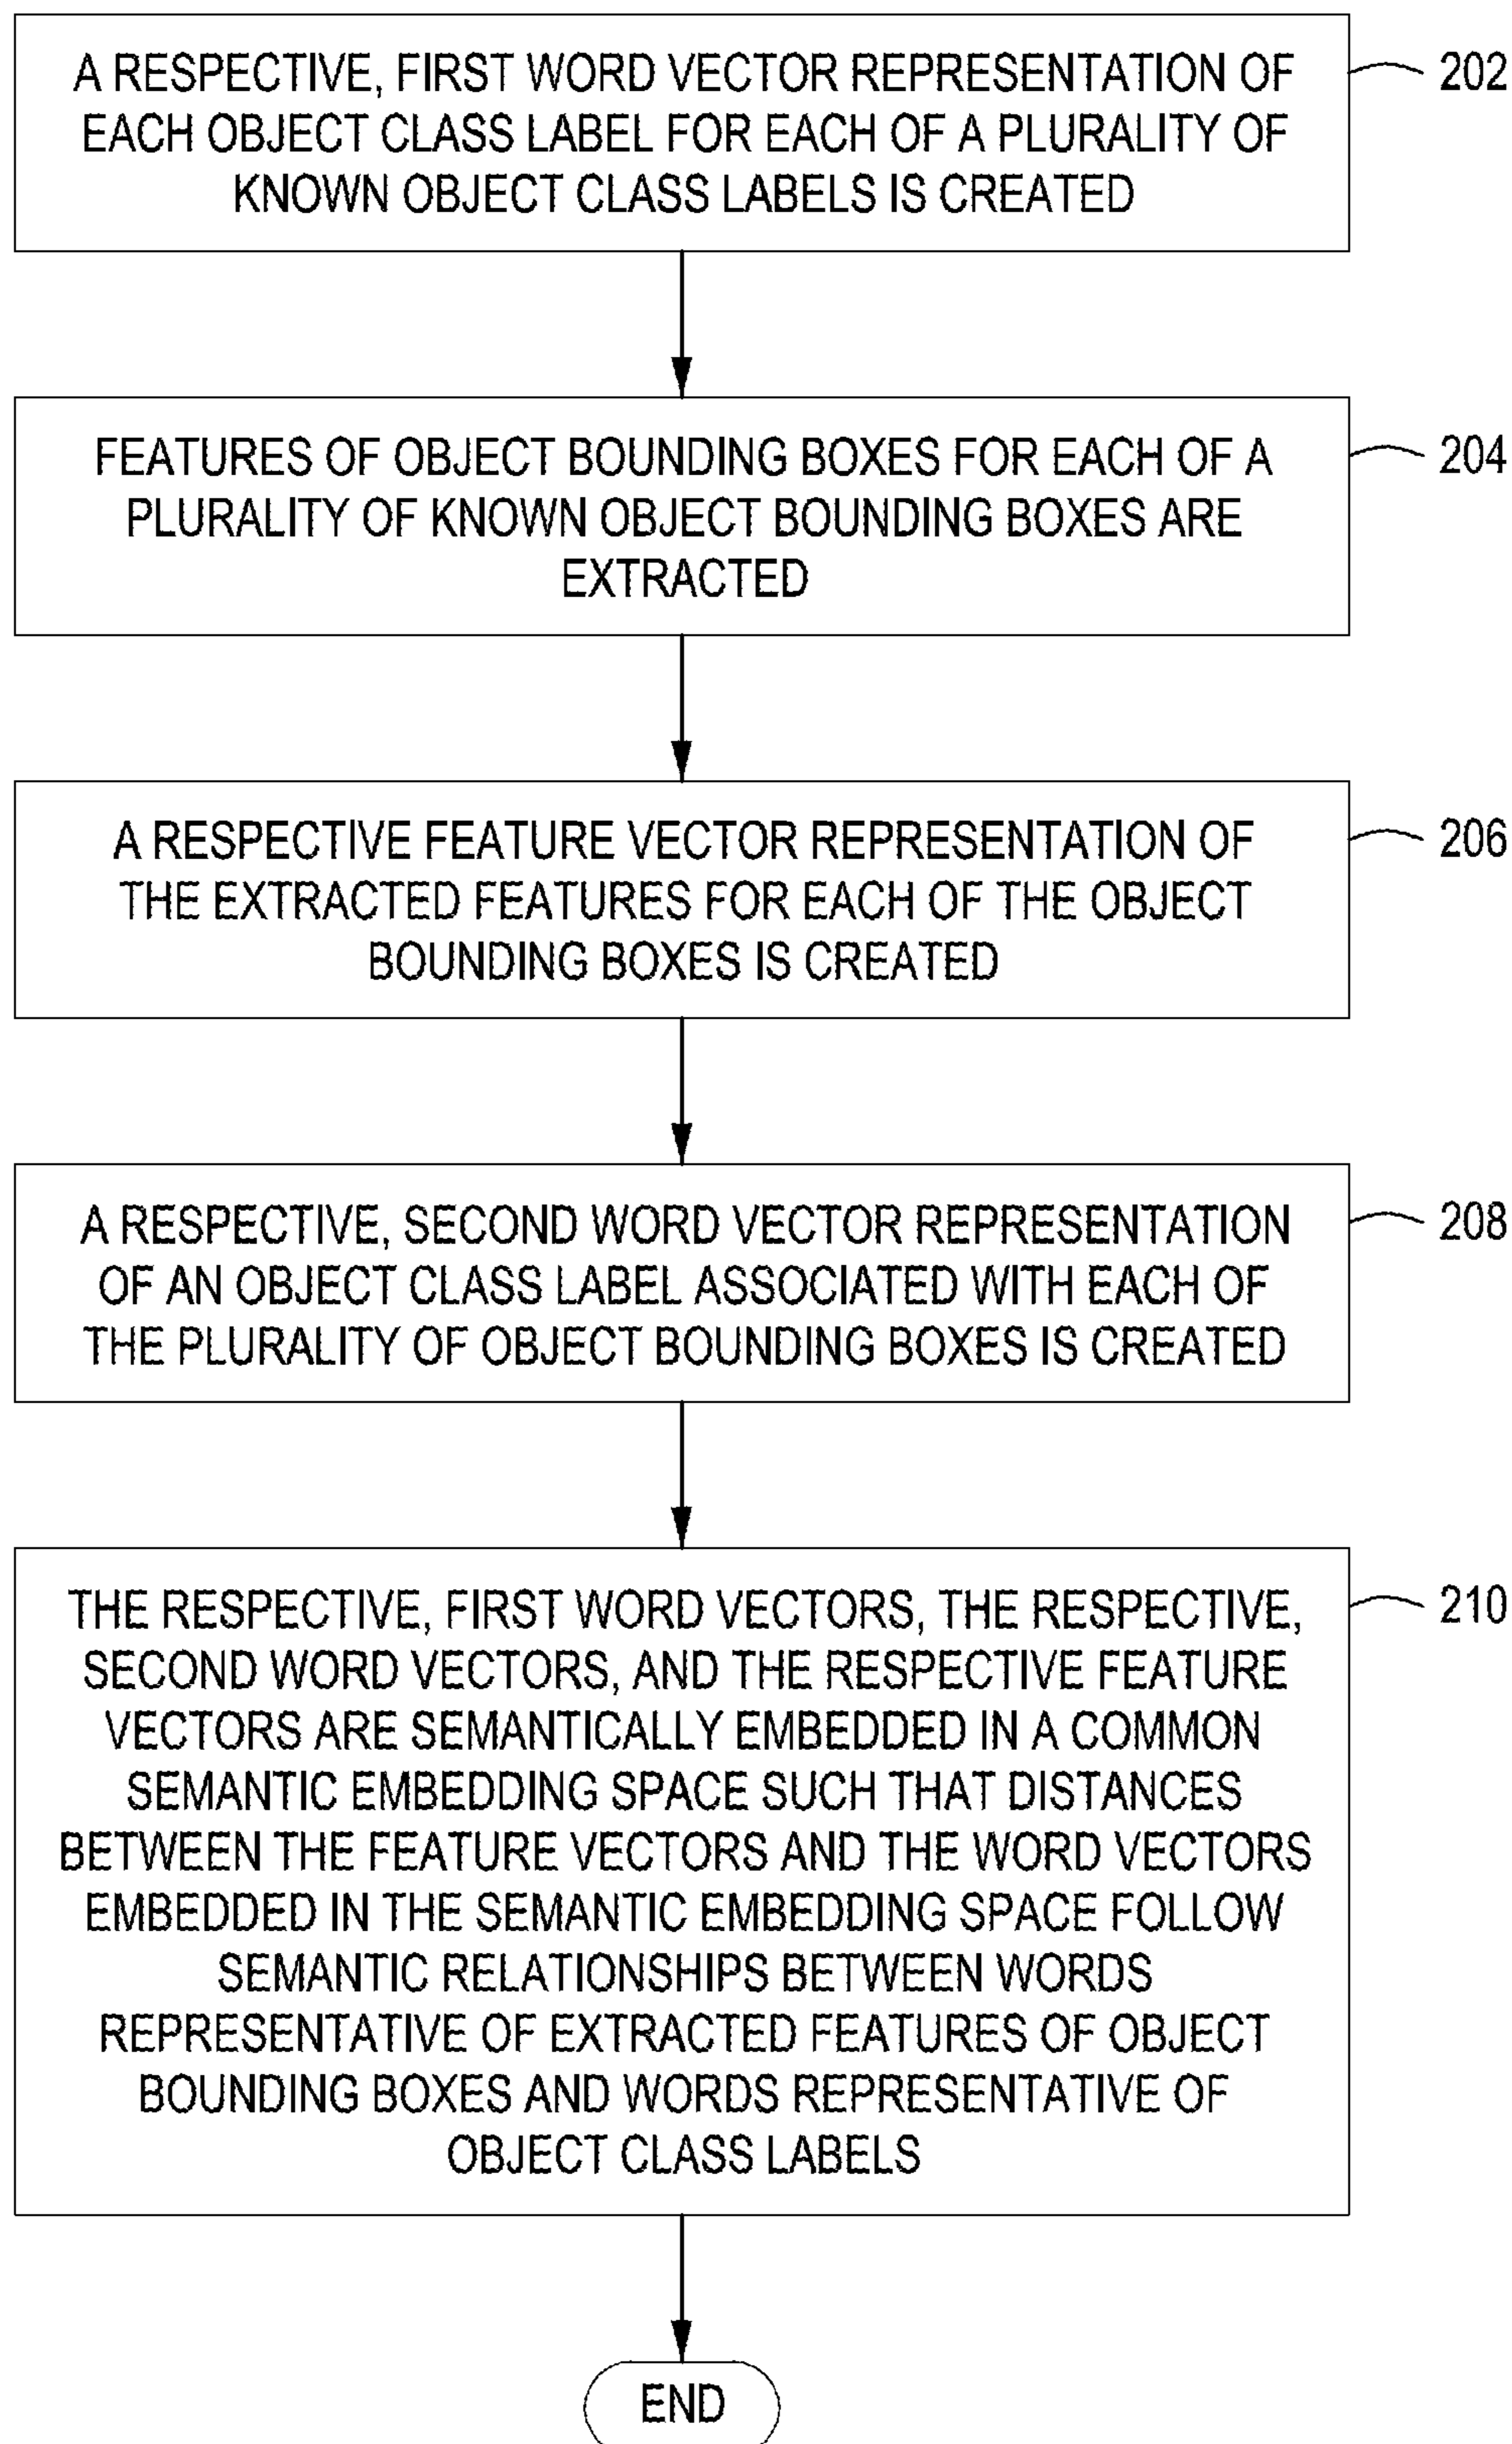 A RESPECTIVE, FIRST WORD VECTOR REPRESENTATION OF
EACH OBJECT CLASS LABEL FOR EACH OF A PLURALITY OF
KNOWN OBJECT CLASS LABELS IS CREATED
202
FEATURES OF OBJECT BOUNDING BOXES FOR EACH OF A
PLURALITY OF KNOWN OBJECT BOUNDING BOXES ARE
EXTRACTED
204
A RESPECTIVE FEATURE VECTOR REPRESENTATION OF
THE EXTRACTED FEATURES FOR EACH OF THE OBJECT
BOUNDING BOXES IS CREATED
206
A RESPECTIVE, SECOND WORD VECTOR REPRESENTATION
OF AN OBJECT CLASS LABEL ASSOCIATED WITH EACH OF
THE PLURALITY OF OBJECT BOUNDING BOXES IS CREATED
208
THE RESPECTIVE, FIRST WORD VECTORS, THE RESPECTIVE,
SECOND WORD VECTORS, AND THE RESPECTIVE FEATURE
VECTORS ARE SEMANTICALLY EMBEDDED IN A COMMON
SEMANTIC EMBEDDING SPACE SUCH THAT DISTANCES
BETWEEN THE FEATURE VECTORS AND THE WORD VECTORS
EMBEDDED IN THE SEMANTIC EMBEDDING SPACE FOLLOW
SEMANTIC RELATIONSHIPS BETWEEN WORDS
REPRESENTATIVE OF EXTRACTED FEATURES OF OBJECT
BOUNDING BOXES AND WORDS REPRESENTATIVE OF
OBJECT CLASS LABELS
210
END